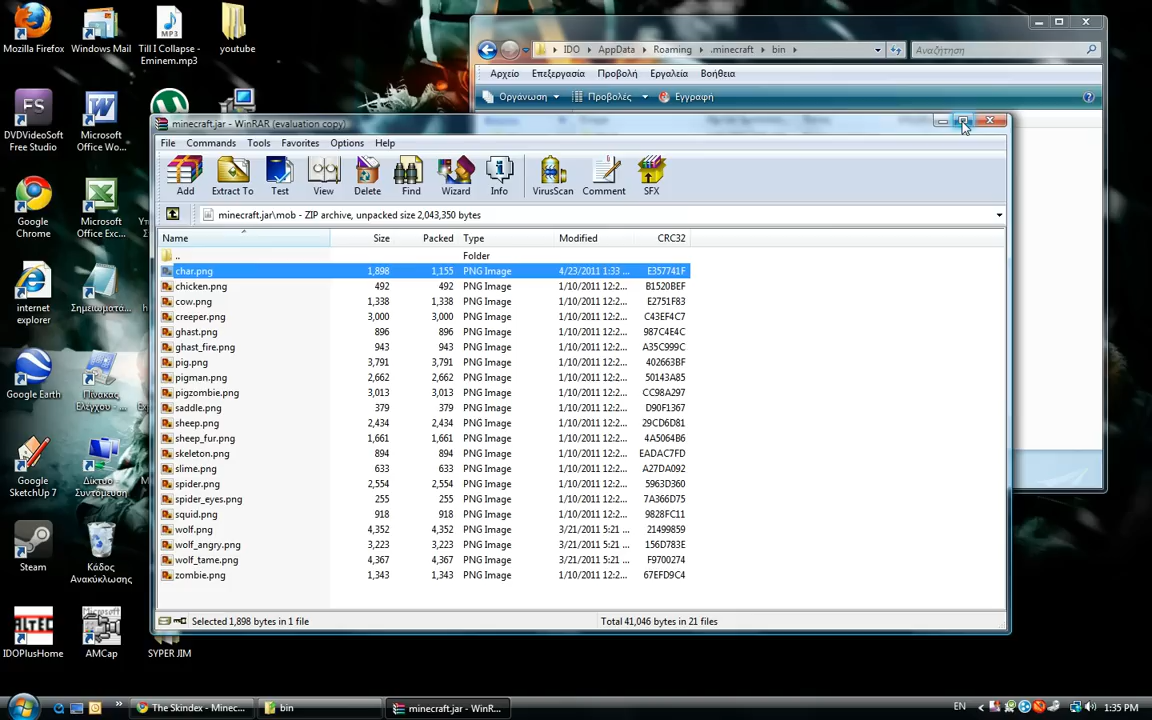 Mozilla Firefox
Windows Mail
Till I Collapse - Eminem.mp3
youtube
IDO AppData Roaming .minecraft bin
Αναζήτηση
Αρχείο Επεξεργασία Προβολή Εργαλεία Βοήθεια
Οργάνωση Προβολές Εγγραφή
FS
DVDVideoSoft Free Studio
Microsoft Office Wo...
minecraft.jar - WinRAR (evaluation copy)
File Commands Tools Favorites Options Help
Add Extract To Test View Delete Find Wizard Info VirusScan Comment SFX
minecraft.jar\mob - ZIP archive, unpacked size 2,043,350 bytes
Name Size Packed Type Modified CRC32
.. Folder
char.png 1,898 1,155 PNG Image 4/23/2011 1:33 ... E357741F
chicken.png 492 492 PNG Image 1/10/2011 12:2... B1520BEF
cow.png 1,338 1,338 PNG Image 1/10/2011 12:2... E2751F83
creeper.png 3,000 3,000 PNG Image 1/10/2011 12:2... C43EF4C7
ghast.png 896 896 PNG Image 1/10/2011 12:2... 987C4E4C
ghast_fire.png 943 943 PNG Image 1/10/2011 12:2... A35C999C
pig.png 3,791 3,791 PNG Image 1/10/2011 12:2... 402663BF
pigman.png 2,662 2,662 PNG Image 1/10/2011 12:2... 50143A85
pigzombie.png 3,013 3,013 PNG Image 1/10/2011 12:2... CC98A297
saddle.png 379 379 PNG Image 1/10/2011 12:2... D90F1367
sheep.png 2,434 2,434 PNG Image 1/10/2011 12:2... 29CD6D81
sheep_fur.png 1,661 1,661 PNG Image 1/10/2011 12:2... 4A5064B6
skeleton.png 894 894 PNG Image 1/10/2011 12:2... EADAC7FD
slime.png 633 633 PNG Image 1/10/2011 12:2... A27DA092
spider.png 2,554 2,554 PNG Image 1/10/2011 12:2... 5963D360
spider_eyes.png 255 255 PNG Image 1/10/2011 12:2... 7A366D75
squid.png 918 918 PNG Image 1/10/2011 12:2... 9828FC11
wolf.png 4,352 4,352 PNG Image 3/21/2011 5:21 ... 21499859
wolf_angry.png 3,223 3,223 PNG Image 3/21/2011 5:21 ... 156D783E
wolf_tame.png 4,367 4,367 PNG Image 3/21/2011 5:21 ... F9700274
zombie.png 1,343 1,343 PNG Image 1/10/2011 12:2... 67EFD9C4
Selected 1,898 bytes in 1 file
Total 41,046 bytes in 21 files
Google Chrome
Microsoft Office Exc...
internet explorer
Σημειωματά...
Google Earth
Πίνακας Ελέγχου - ...
Google SketchUp 7
Δίκτυο - Συντόμευση
Steam
Κάδος Ανακύκλωσης
ALTEC
IDOPlusHome
Microsoft
AMCap
SYPER JIM
The Skindex - Minec...
bin
minecraft.jar - WinR...
EN
1:35 PM